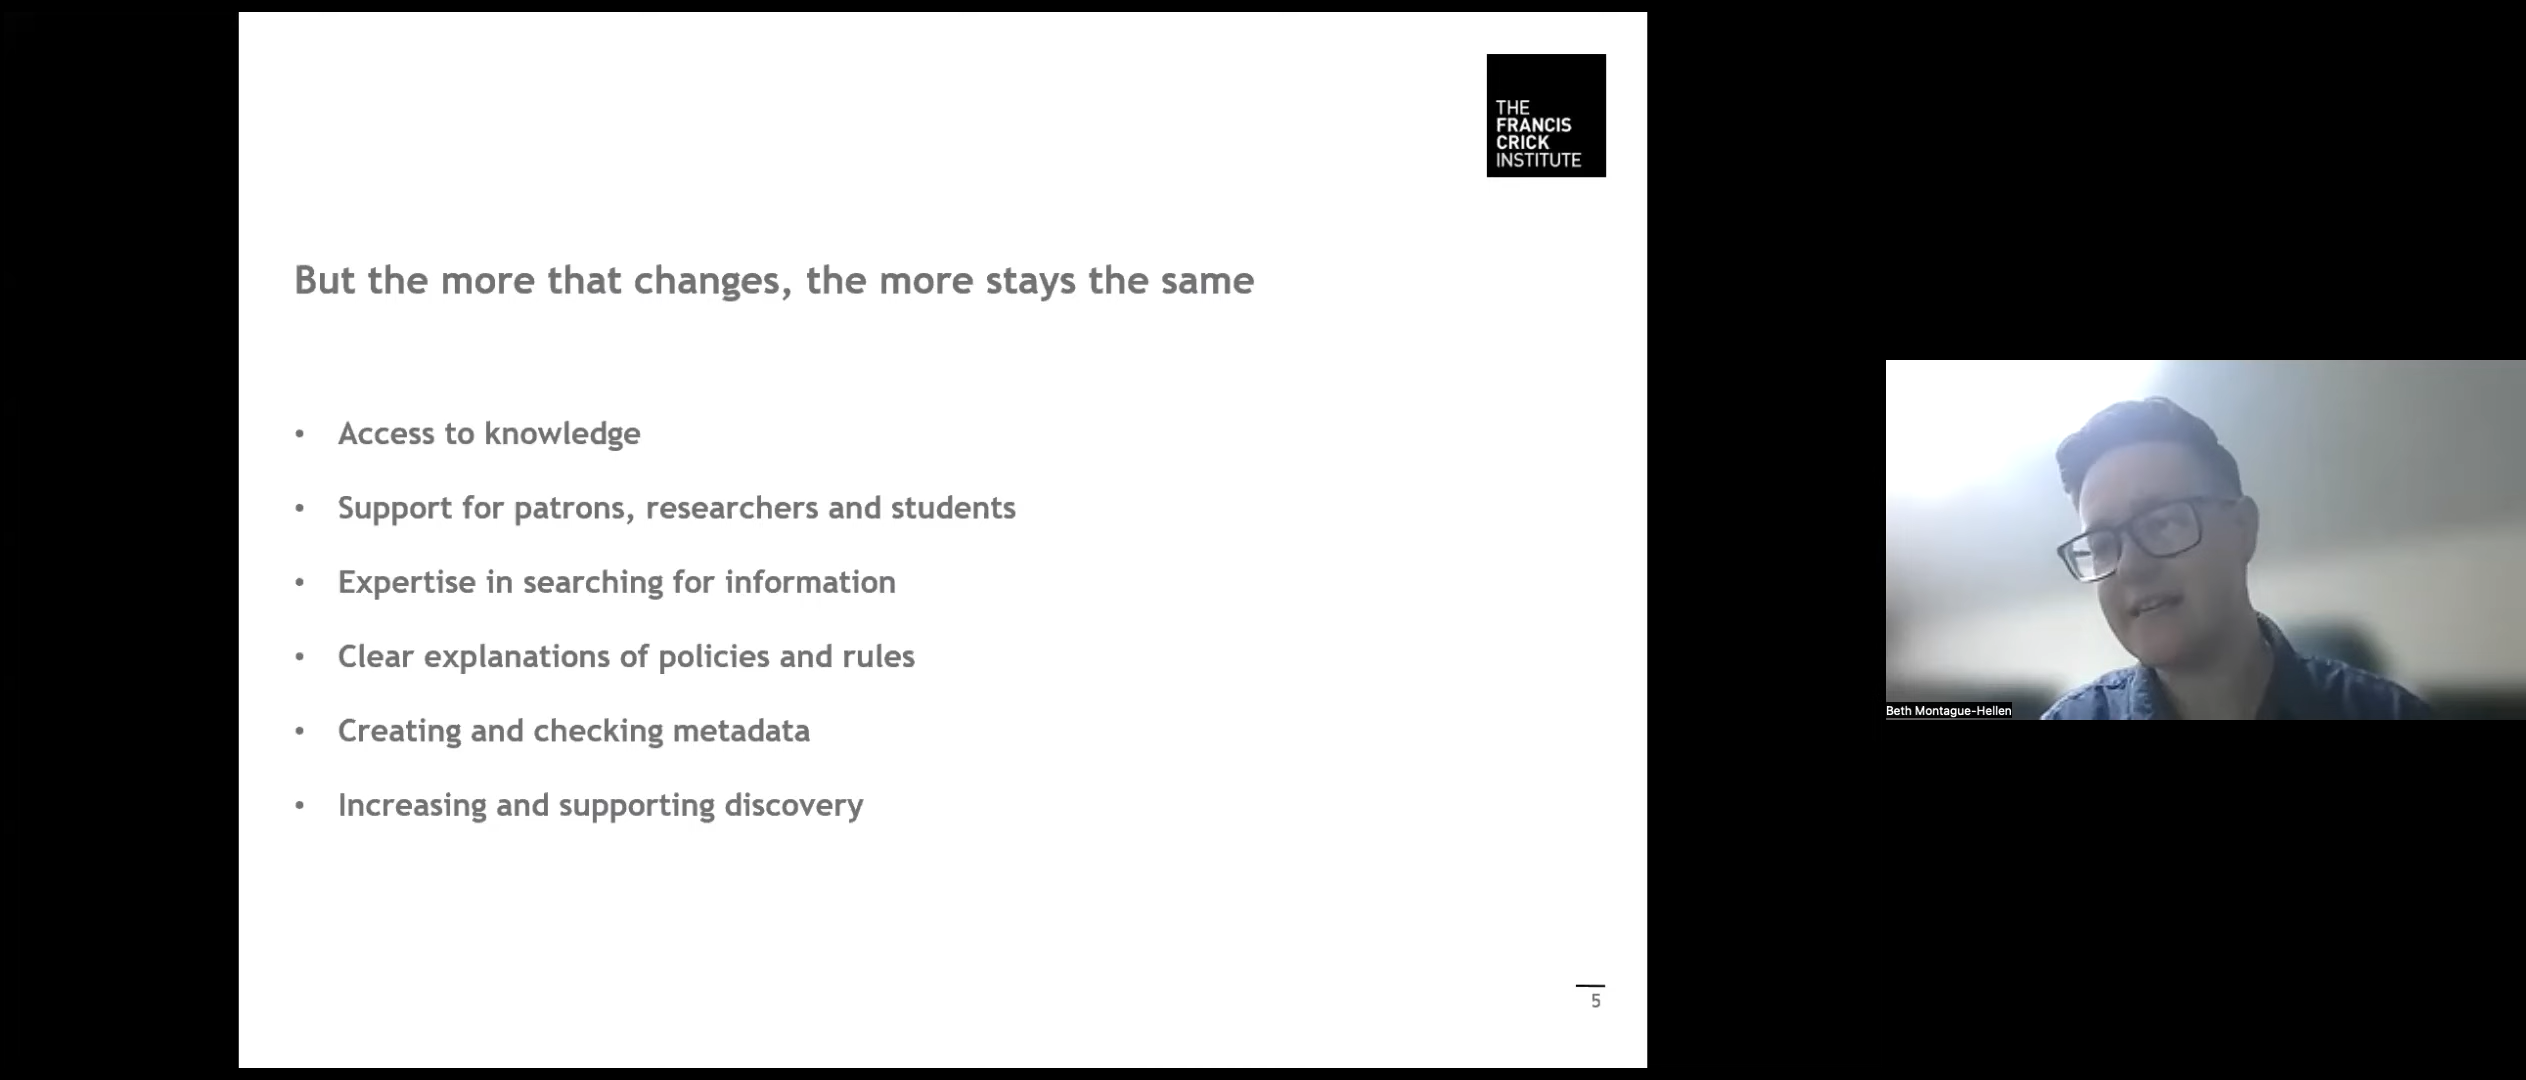 THE
FRANCIS
CRICK
INSTITUTE
But the more that changes, the more stays the same
• Access to knowledge
• Support for patrons, researchers and students
• Expertise in searching for information
• Clear explanations of policies and rules
• Creating and checking metadata
• Increasing and supporting discovery
5
Beth Montague-Hellen